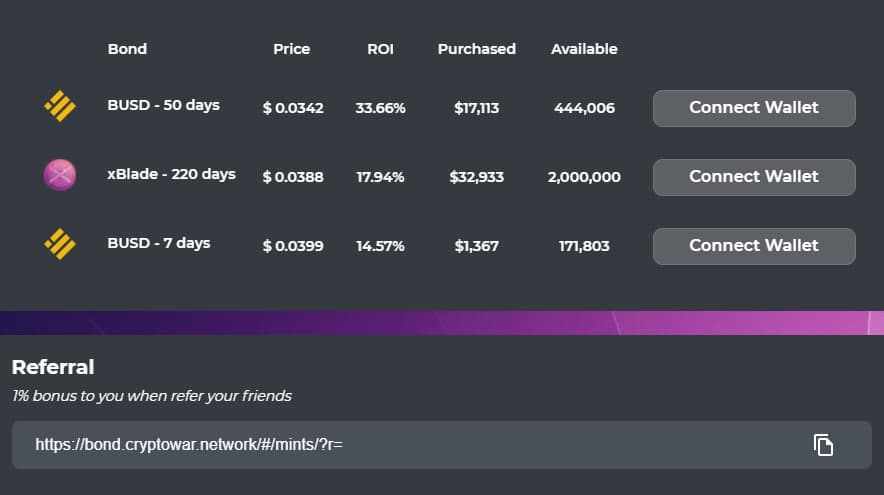 Bond Price ROI Purchased Available
BUSD - 50 days $ 0.0342 33.66% $17,113 444,006 Connect Wallet
xBlade - 220 days $ 0.0388 17.94% $32,933 2,000,000 Connect Wallet
BUSD - 7 days $ 0.0399 14.57% $1,367 171,803 Connect Wallet
Referral
1% bonus to you when refer your friends
https://bond.cryptowar.network/#/mints/?r=